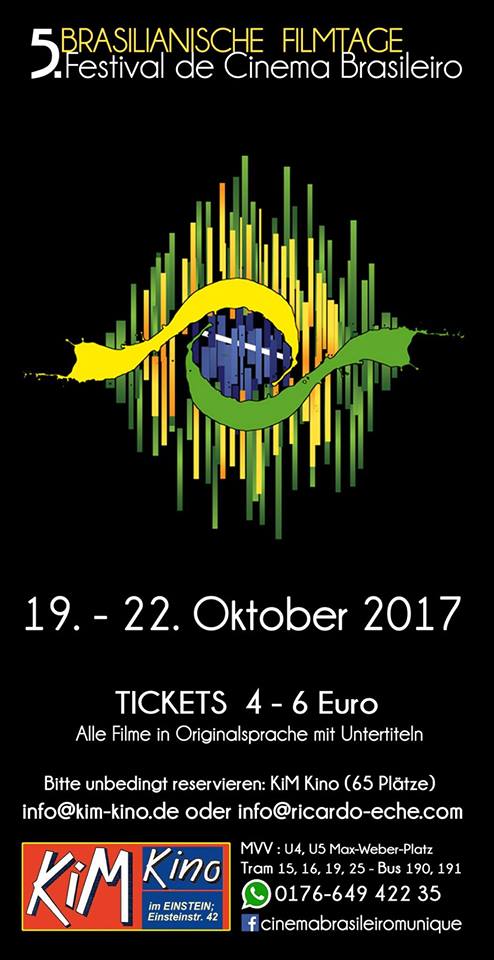 5. BRASILIANISCHE FILMTAGE
Festival de Cinema Brasileiro
19. - 22. Oktober 2017
TICKETS 4 - 6 Euro
Alle Filme in Originalsprache mit Untertiteln
Bitte unbedingt reservieren: KiM Kino (65 Plätze)
info@kim-kino.de oder info@ricardo-eche.com
KiM Kino
im EINSTEIN;
Einsteinstr. 42
MVV : U4, U5 Max-Weber-Platz
Tram 15, 16, 19, 25 - Bus 190, 191
0176-649 422 35
f cinemabrasileiromunique